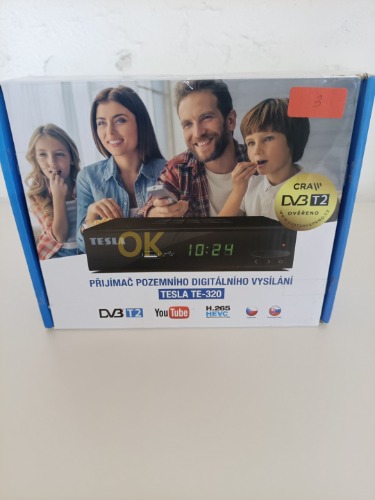 3
CRA
DVB T2
OVĚŘENO
TESLA
OK
10:24
PŘIJÍMAČ POZEMNÍHO DIGITÁLNÍHO VYSÍLÁNÍ
TESLA TE-320
DVB T2
YouTube
H.265
HEVC